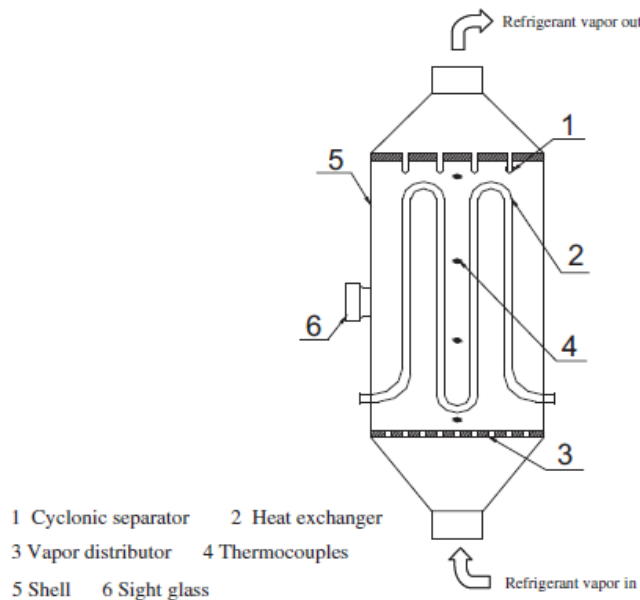 Refrigerant vapor out
1
5
2
6
4
3
1 Cyclonic separator 2 Heat exchanger
3 Vapor distributor 4 Thermocouples
5 Shell 6 Sight glass
Refrigerant vapor in